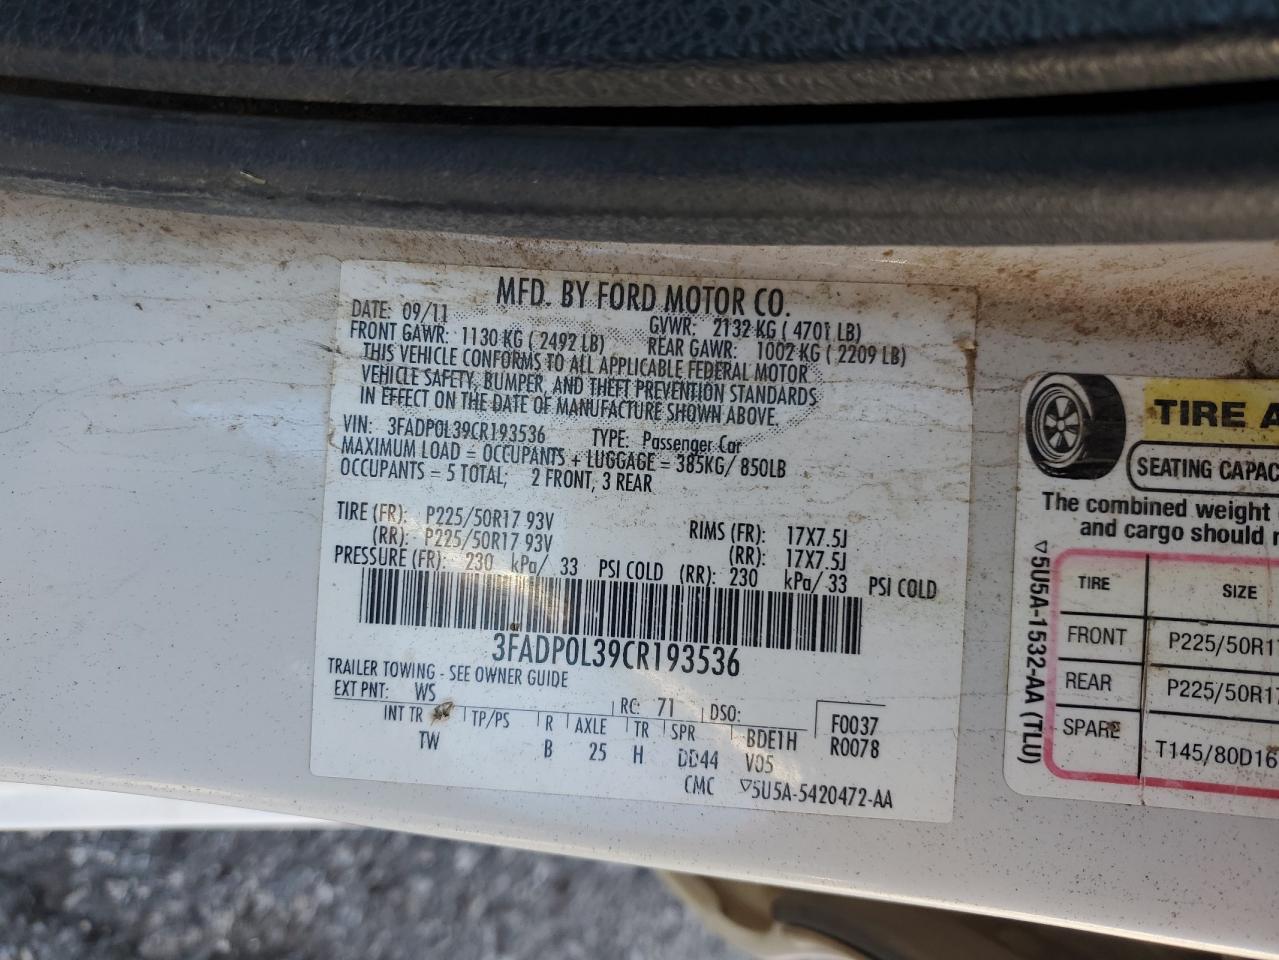 MFD. BY FORD MOTOR CO.
DATE: 09/11 GVWR: 2132 KG ( 4701 LB)
FRONT GAWR: 1130 KG ( 2492 LB) REAR GAWR: 1002 KG ( 2209 LB)
THIS VEHICLE CONFORMS TO ALL APPLICABLE FEDERAL MOTOR
VEHICLE SAFETY, BUMPER, AND THEFT PREVENTION STANDARDS
IN EFFECT ON THE DATE OF MANUFACTURE SHOWN ABOVE.
VIN: 3FADP0L39CR193536 TYPE: Passenger Car
MAXIMUM LOAD = OCCUPANTS + LUGGAGE = 385KG/ 850LB
OCCUPANTS = 5 TOTAL; 2 FRONT, 3 REAR
TIRE (FR): P225/50R17 93V RIMS (FR): 17X7.5J
(RR): P225/50R17 93V (RR): 17X7.5J
PRESSURE (FR): 230 kPa/ 33 PSI COLD (RR): 230 kPa/ 33 PSI COLD
3FADP0L39CR193536
TRAILER TOWING - SEE OWNER GUIDE
EXT PNT: WS RC: 71 DSO: F0037
INT TR TP/PS R AXLE TR SPR BDE1H R0078
TW B 25 H DD44 V05
CMC ▽5U5A-5420472-AA
TIRE A
SEATING CAPAC
The combined weight
and cargo should
▽5U5A-1532-AA (TLU)
TIRE SIZE
FRONT P225/50R17
REAR P225/50R17
SPARE T145/80D16